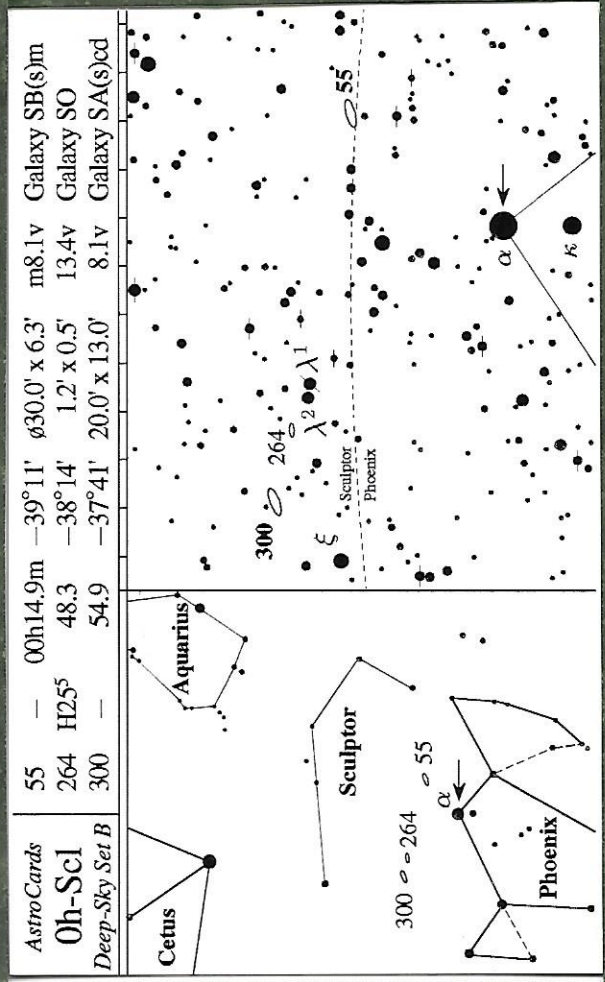 AstroCards
0h-Scl
Deep-Sky Set B
55 — 00h14.9m —39°11' ø30.0' x 6.3' m8.1v Galaxy SB(s)m
264 H25⁵ 48.3 —38°14' 1.2' x 0.5' 13.4v Galaxy SO
300 — 54.9 —37°41' 20.0' x 13.0' 8.1v Galaxy SA(s)cd
Cetus
Aquarius
Sculptor
300
264
55
α
Phoenix
300
264
λ²
λ¹
ξ
Sculptor
Phoenix
55
α
κ